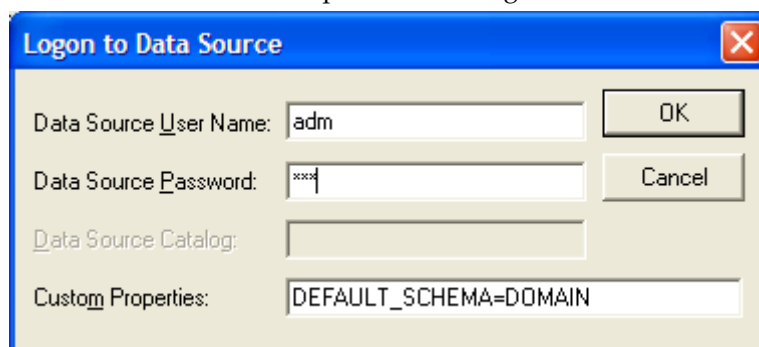 Logon to Data Source
Data Source User Name: adm OK
Data Source Password: *** Cancel
Data Source Catalog:
Custom Properties: DEFAULT_SCHEMA=DOMAIN